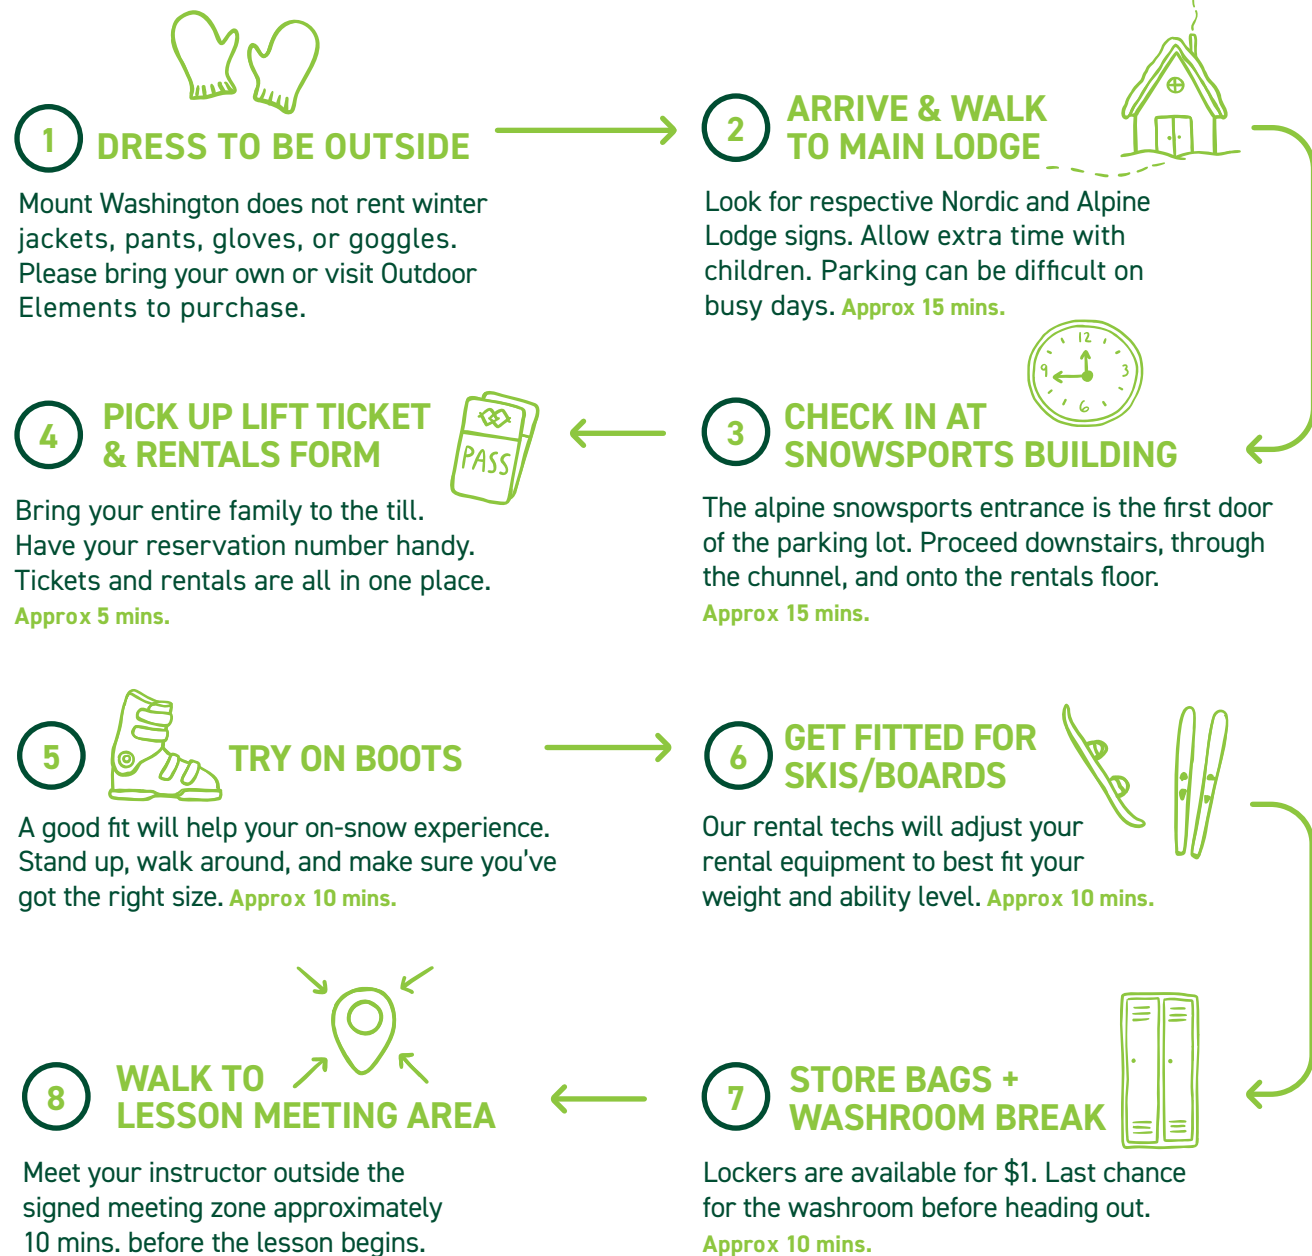 1
DRESS TO BE OUTSIDE
Mount Washington does not rent winter
jackets, pants, gloves, or goggles.
Please bring your own or visit Outdoor
Elements to purchase.
2
ARRIVE & WALK
TO MAIN LODGE
Look for respective Nordic and Alpine
Lodge signs. Allow extra time with
children. Parking can be difficult on
busy days. Approx 15 mins.
12
9
3
6
3
CHECK IN AT
SNOWSPORTS BUILDING
The alpine snowsports entrance is the first door
of the parking lot. Proceed downstairs, through
the chunnel, and onto the rentals floor.
Approx 15 mins.
4
PICK UP LIFT TICKET
& RENTALS FORM
PASS
Bring your entire family to the till.
Have your reservation number handy.
Tickets and rentals are all in one place.
Approx 5 mins.
5
TRY ON BOOTS
A good fit will help your on-snow experience.
Stand up, walk around, and make sure you've
got the right size. Approx 10 mins.
6
GET FITTED FOR
SKIS/BOARDS
Our rental techs will adjust your
rental equipment to best fit your
weight and ability level. Approx 10 mins.
7
STORE BAGS +
WASHROOM BREAK
Lockers are available for $1. Last chance
for the washroom before heading out.
Approx 10 mins.
8
WALK TO
LESSON MEETING AREA
Meet your instructor outside the
signed meeting zone approximately
10 mins. before the lesson begins.